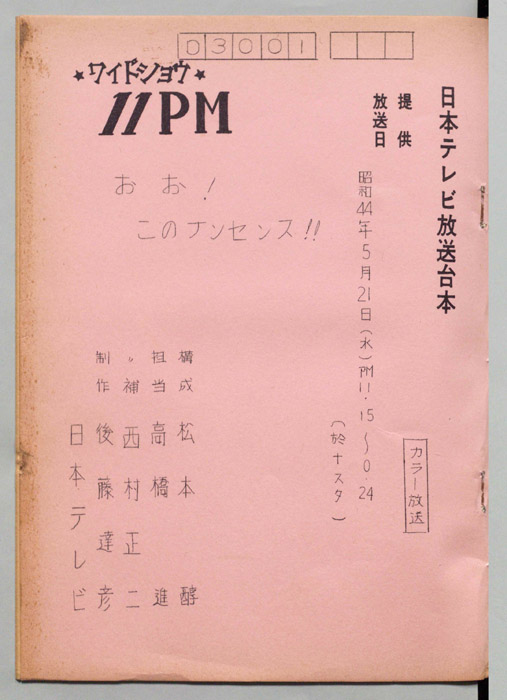 D3001
★ワイドショウ★
11PM
日本テレビ放送台本
提供
放送日
昭和44年5月21日(水)PM11.15～0.24
(於十スタ)
カラー放送
おお!
このナンセンス!!
構成 松本 醇
担当 高橋 進
〃補 西村正二
制作 後藤達彦
日本テレビ